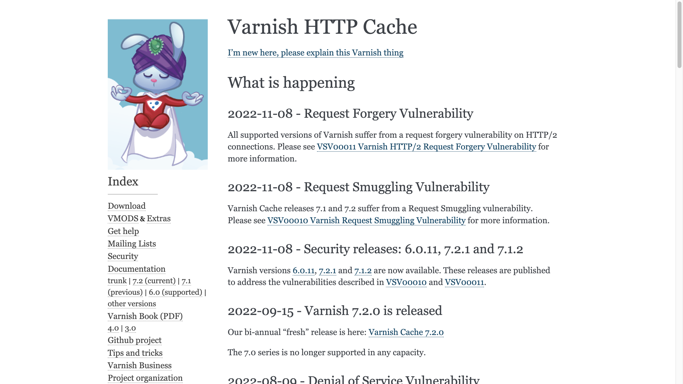 Varnish HTTP Cache
I'm new here, please explain this Varnish thing
What is happening
2022-11-08 - Request Forgery Vulnerability
All supported versions of Varnish suffer from a request forgery vulnerability on HTTP/2
connections. Please see VSV00011 Varnish HTTP/2 Request Forgery Vulnerability for
more information.
2022-11-08 - Request Smuggling Vulnerability
Varnish Cache releases 7.1 and 7.2 suffer from a Request Smuggling vulnerability.
Please see VSV00010 Varnish Request Smuggling Vulnerability for more information.
2022-11-08 - Security releases: 6.0.11, 7.2.1 and 7.1.2
Varnish versions 6.0.11, 7.2.1 and 7.1.2 are now available. These releases are published
to address the vulnerabilities described in VSV00010 and VSV00011.
2022-09-15 - Varnish 7.2.0 is released
Our bi-annual “fresh” release is here: Varnish Cache 7.2.0
The 7.0 series is no longer supported in any capacity.
2022-08-09 - Denial of Service Vulnerability
Index
Download
VMODS & Extras
Get help
Mailing Lists
Security
Documentation
trunk | 7.2 (current) | 7.1
(previous) | 6.0 (supported) |
other versions
Varnish Book (PDF)
4.0 | 3.0
Github project
Tips and tricks
Varnish Business
Project organization